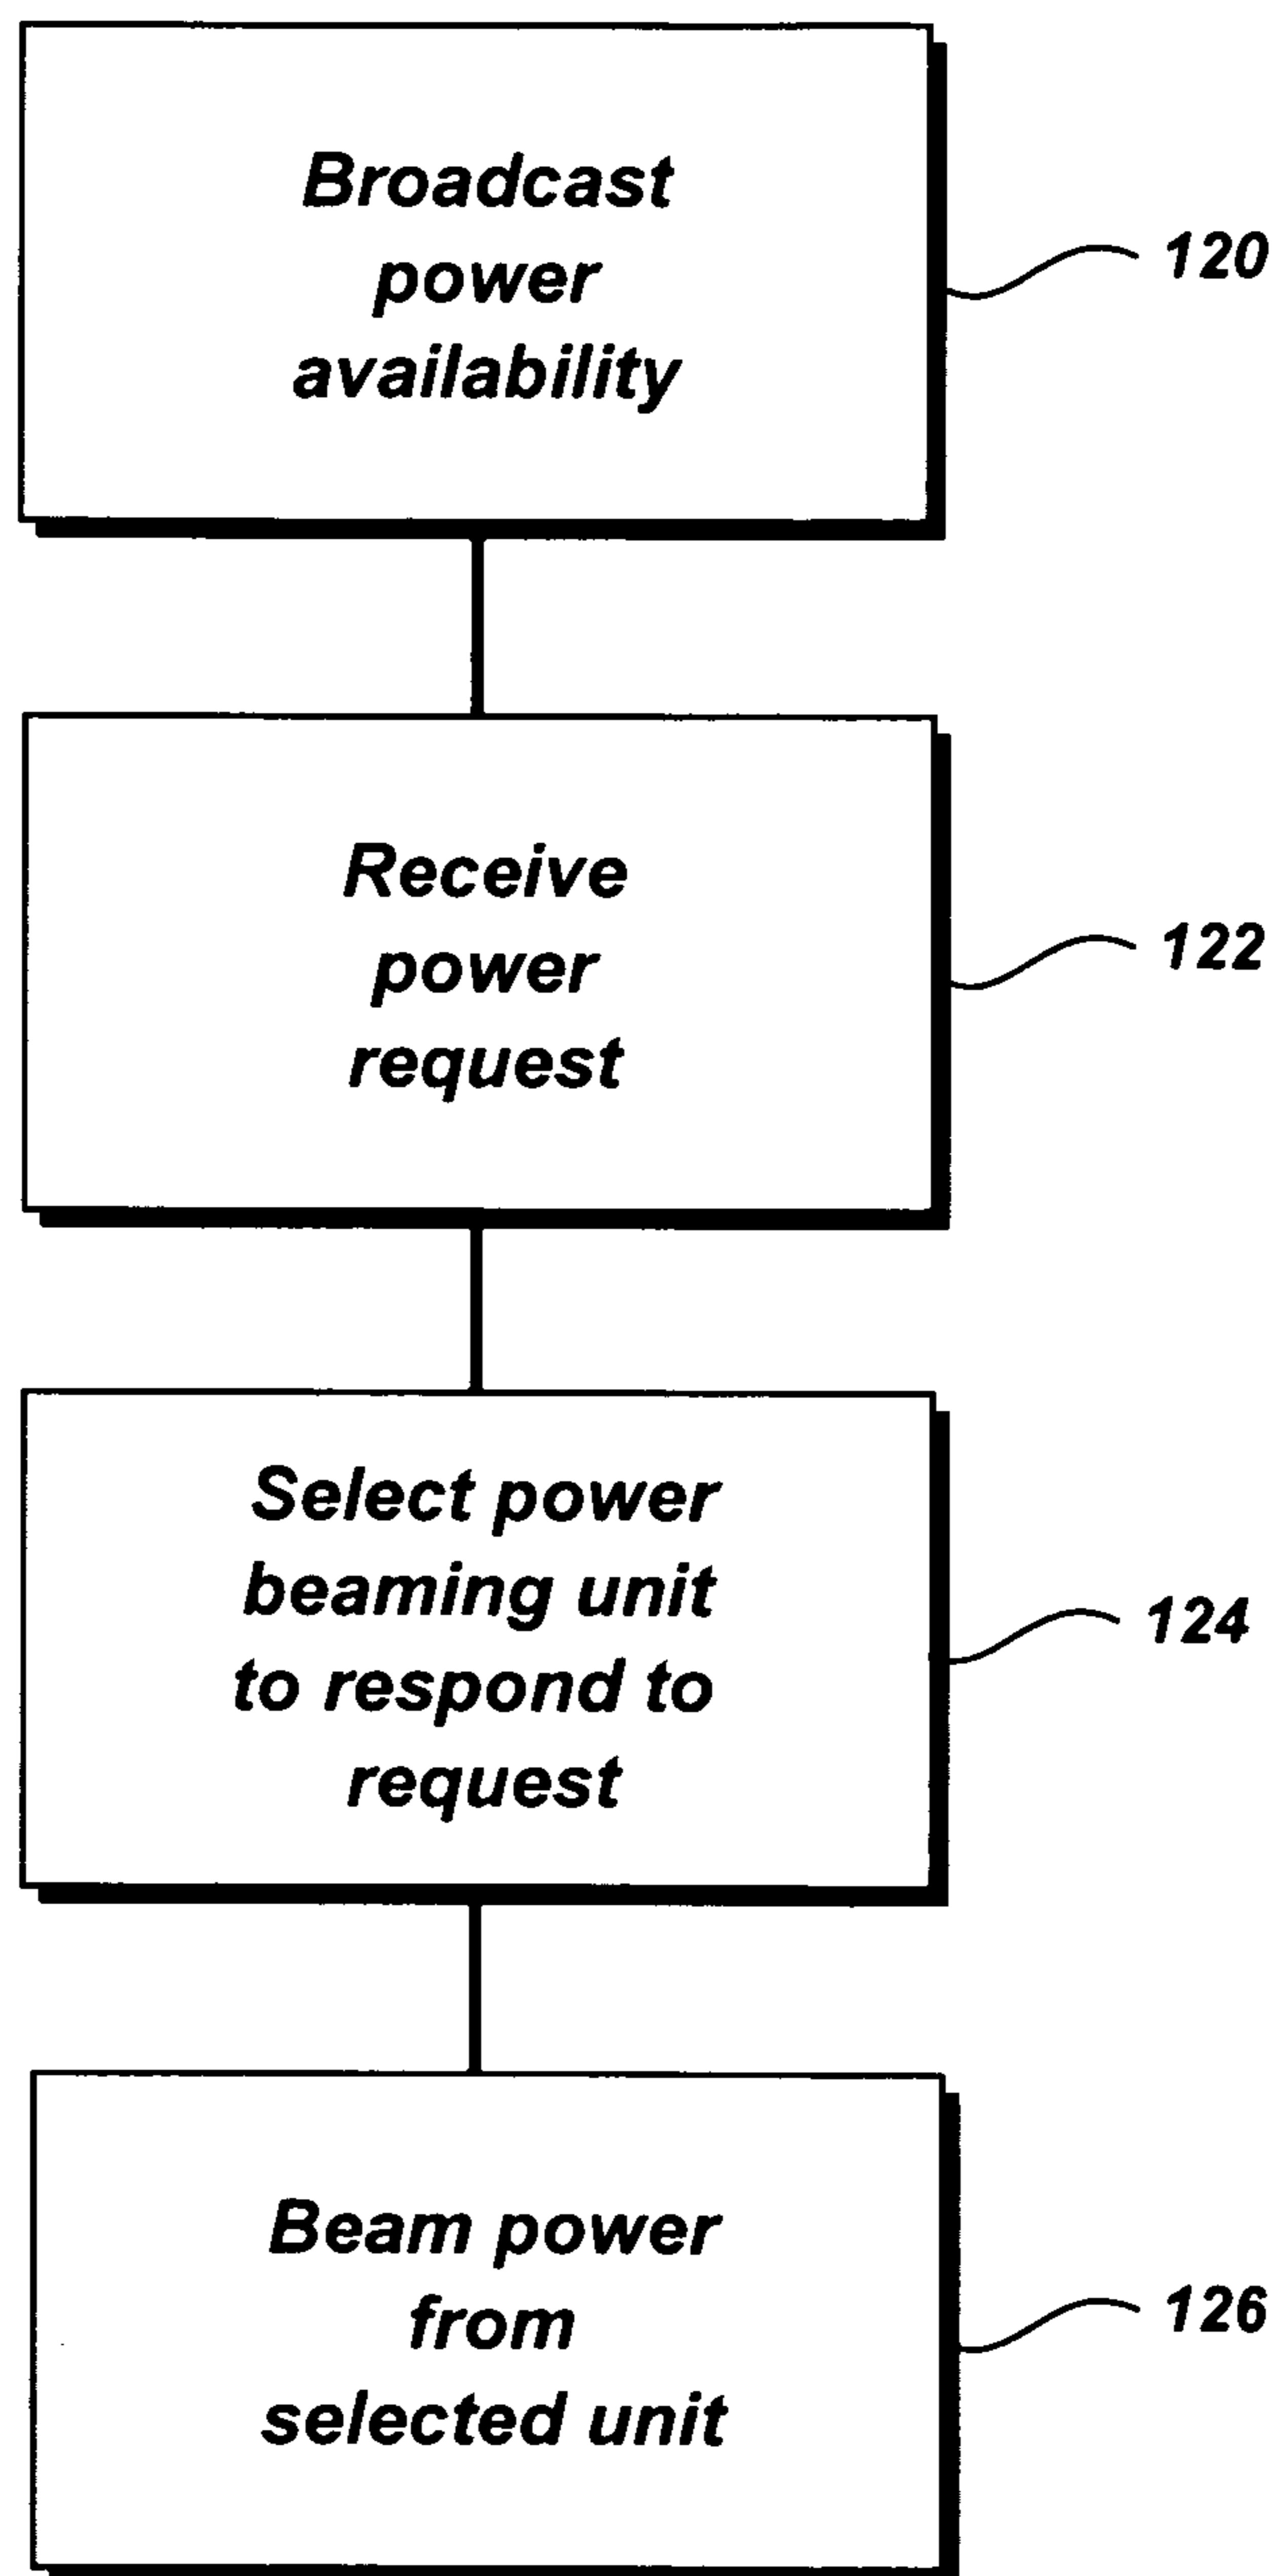 Broadcast
power
availability
120
Receive
power
request
122
Select power
beaming unit
to respond to
request
124
Beam power
from
selected unit
126